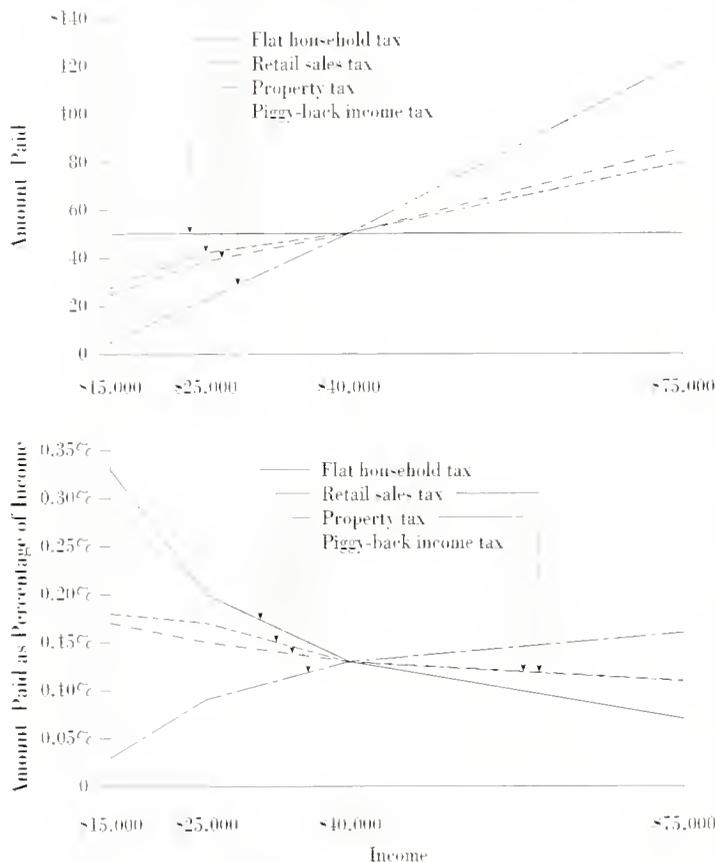 $140
Flat household tax
120
Retail sales tax
Property tax
100
Piggy-back income tax
80
60
40
20
0
Amount Paid
$15,000 $25,000 $40,000 $75,000
0.35%
Flat household tax
0.30%
Retail sales tax
Property tax
0.25%
Piggy-back income tax
0.20%
0.15%
0.10%
0.05%
0
Amount Paid as Percentage of Income
$15,000 $25,000 $40,000 $75,000
Income